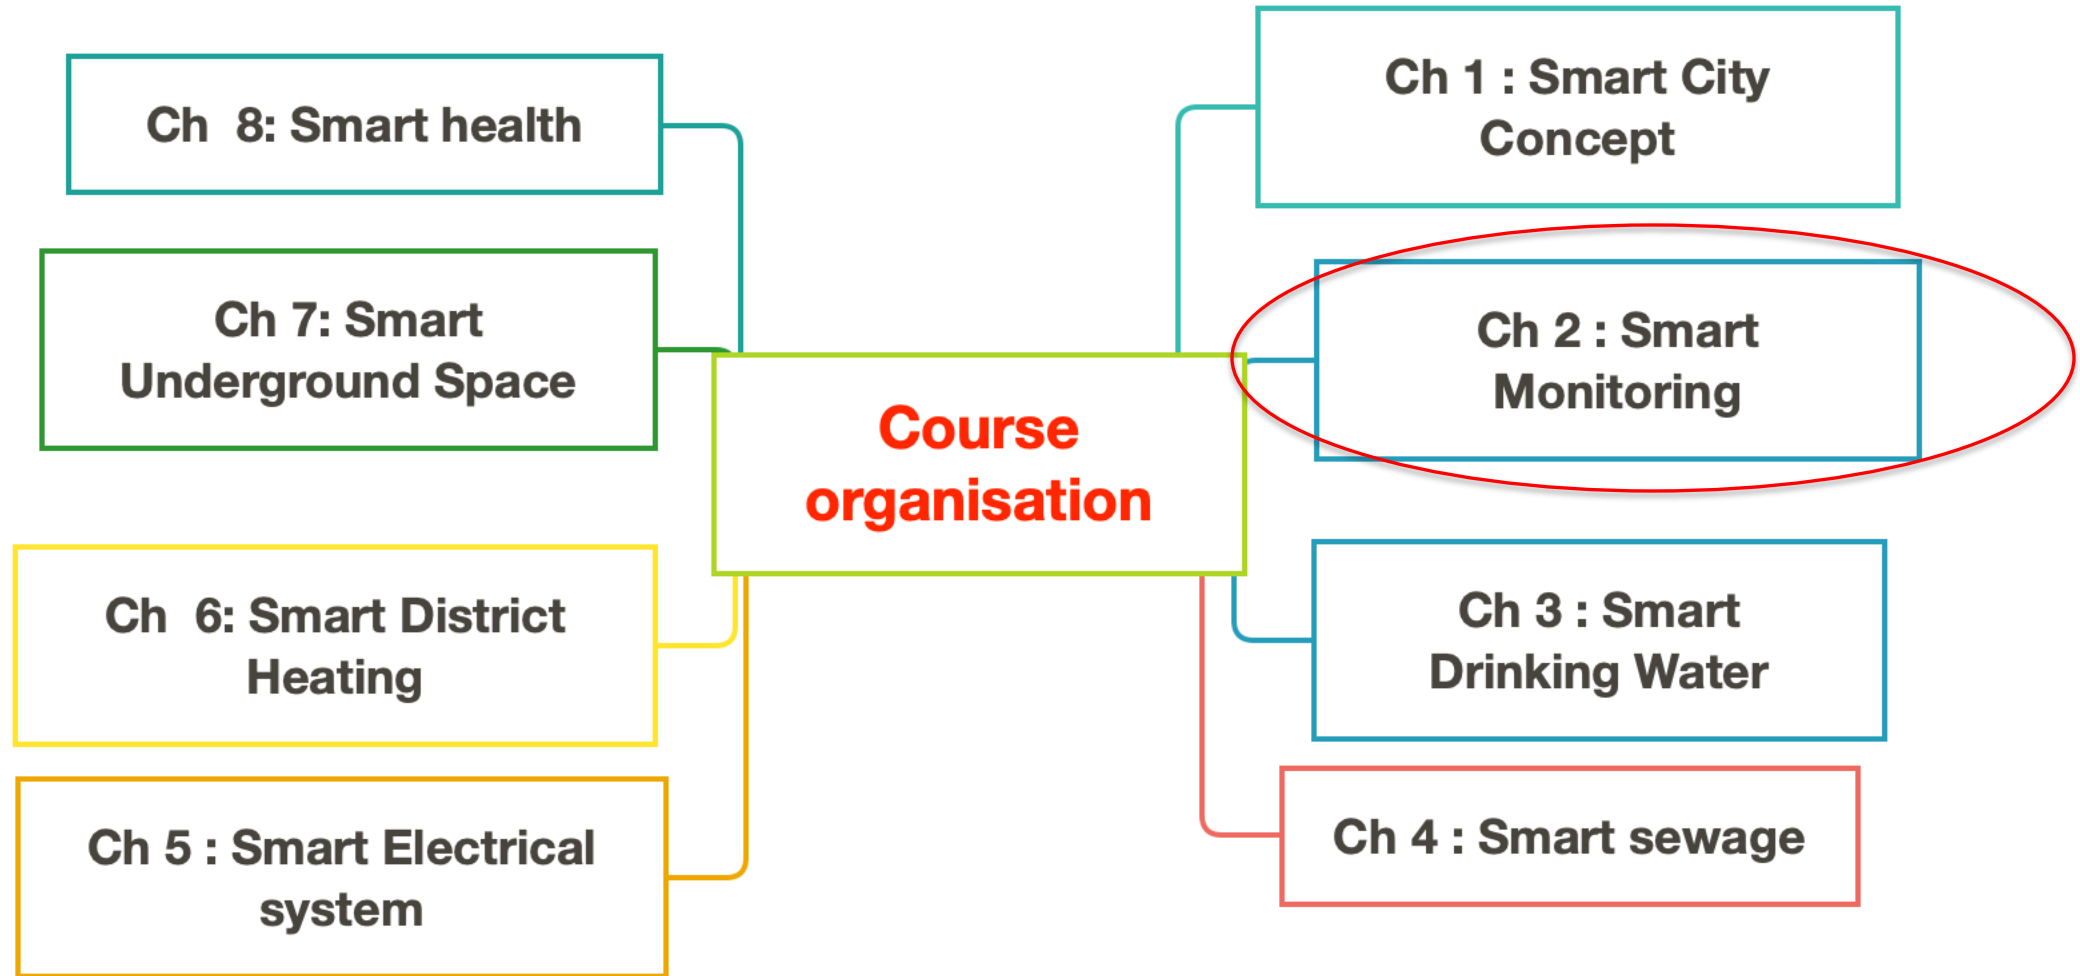 Course
organisation
Ch 1 : Smart City
Concept
Ch 2 : Smart
Monitoring
Ch 3 : Smart
Drinking Water
Ch 4 : Smart sewage
Ch 5 : Smart Electrical
system
Ch  6: Smart District
Heating
Ch 7: Smart
Underground Space
Ch  8: Smart health